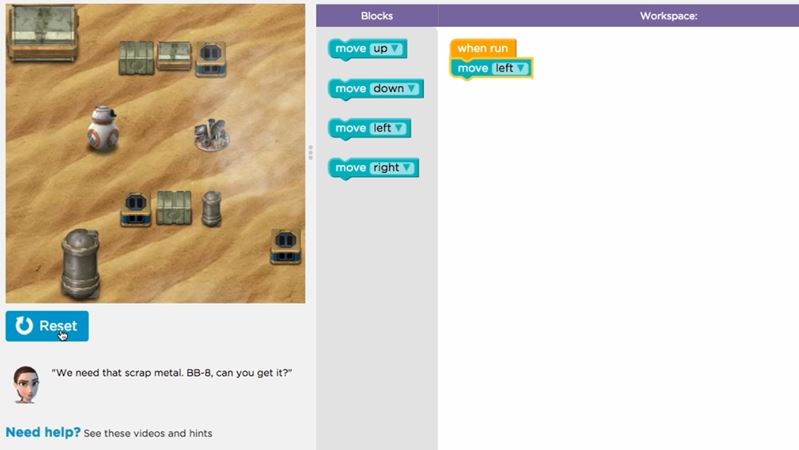 Blocks
Workspace:
move up
move down
move left
move right
when run
move left
Reset
"We need that scrap metal. BB-8, can you get it?"
Need help? See these videos and hints